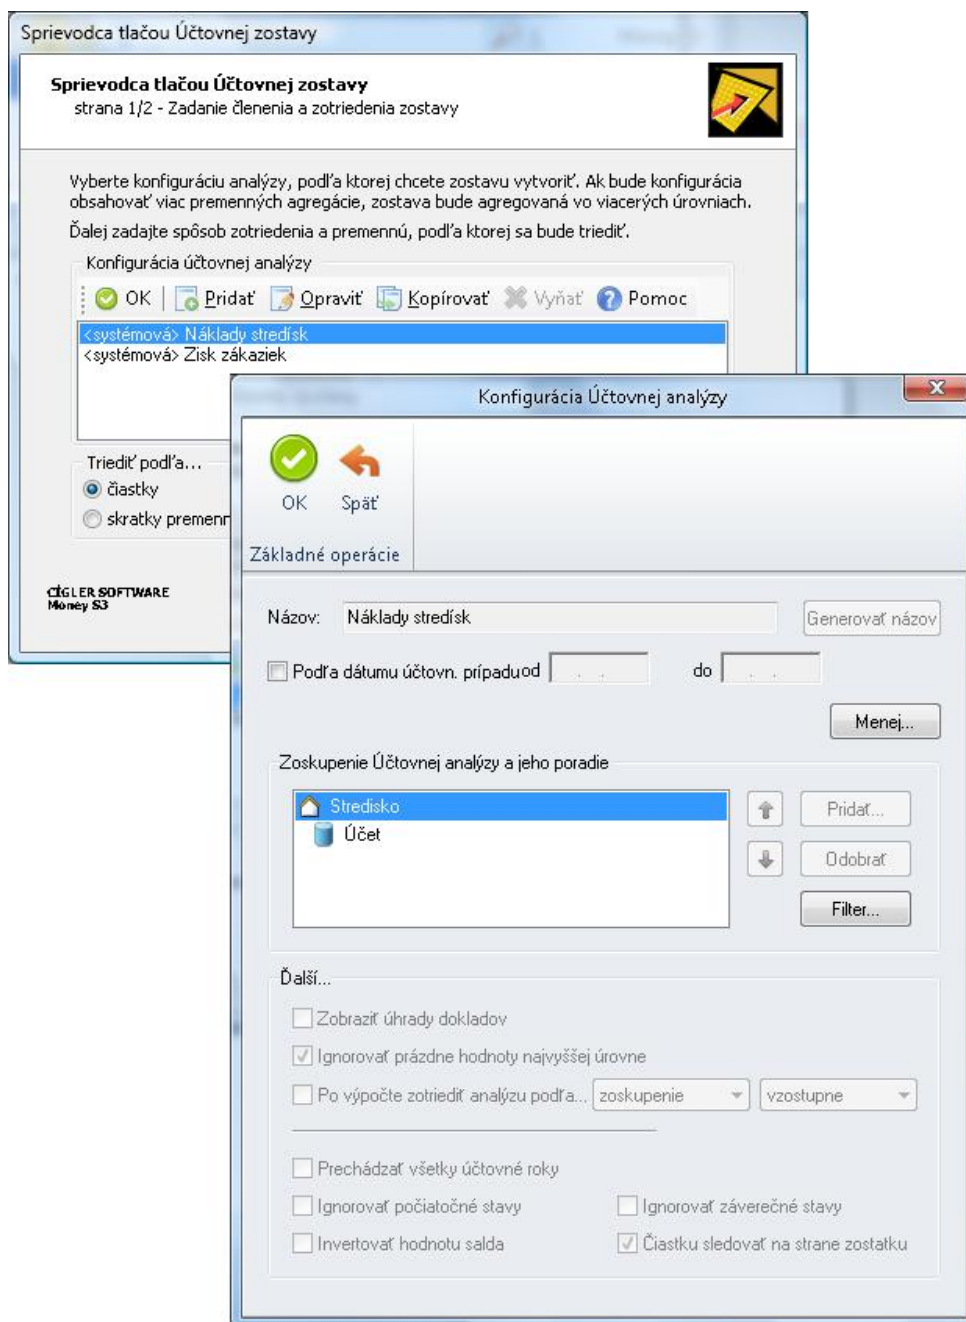 Sprievodca tlačou Účtovnej zostavy
Sprievodca tlačou Účtovnej zostavy
strana 1/2 - Zadanie členenia a zotriedenia zostavy
Vyberte konfiguráciu analýzy, podľa ktorej chcete zostavu vytvoriť. Ak bude konfigurácia
obsahovať viac premenných agregácie, zostava bude agregovaná vo viacerých úrovniach.
Ďalej zadajte spôsob zotriedenia a premennú, podľa ktorej sa bude triediť.
Konfigurácia účtovnej analýzy
OK Pridať Opraviť Kopírovať Vyňať Pomoc
<systémová> Náklady stredísk
<systémová> Zisk zákaziek
Triediť podľa...
čiastky
skratky premenn
CÍGLER SOFTWARE
Money S3
Konfigurácia Účtovnej analýzy
OK Späť
Základné operácie
Názov: Náklady stredísk Generovať názov
Podľa dátumu účtovn. prípadu od . . do . .
Menej...
Zoskupenie Účtovnej analýzy a jeho poradie
Stredisko Pridať...
Účet
Odobrať
Filter...
Ďalší...
Zobraziť úhrady dokladov
Ignorovať prázdne hodnoty najvyššej úrovne
Po výpočte zotriediť analýzu podľa... zoskupenie vzostupne
Prechádzať všetky účtovné roky
Ignorovať počiatočné stavy Ignorovať záverečné stavy
Invertovať hodnotu salda Čiastku sledovať na strane zostatku